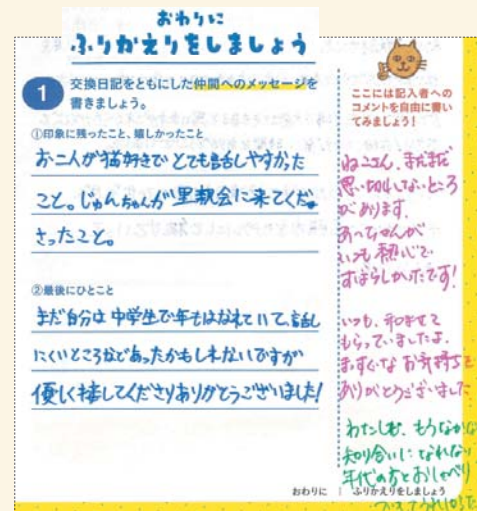 おわりに
ふりかえりをしましょう
1
交換日記をともにした仲間へのメッセージを
書きましょう。
①印象に残ったこと、嬉しかったこと
お二人が猫好きでとても話しやすかった
こと。じゅんちゃんが里親会に来てくだ
さったこと。
②最後にひとこと
まだ自分は中学生で年もはなれていて、話し
にくいところなどあったかもしれないですが
優しく接してくださりありがとうございました!
ここには記入者への
コメントを自由に書い
てみましょう!
ねこさん、まだまだ
思い切れてないところ
があります。
あいちゃんが
いつも熱心で
すばらしかったです!
いつも、和ませて
もらっていましたよ。
まっすぐなお気持ちを
ありがとうございました
わたしも、もうなかなか
知り合いになれない
年代の方とおしゃべり
できてうれしかった
おわりに | ふりかえりをしましょう